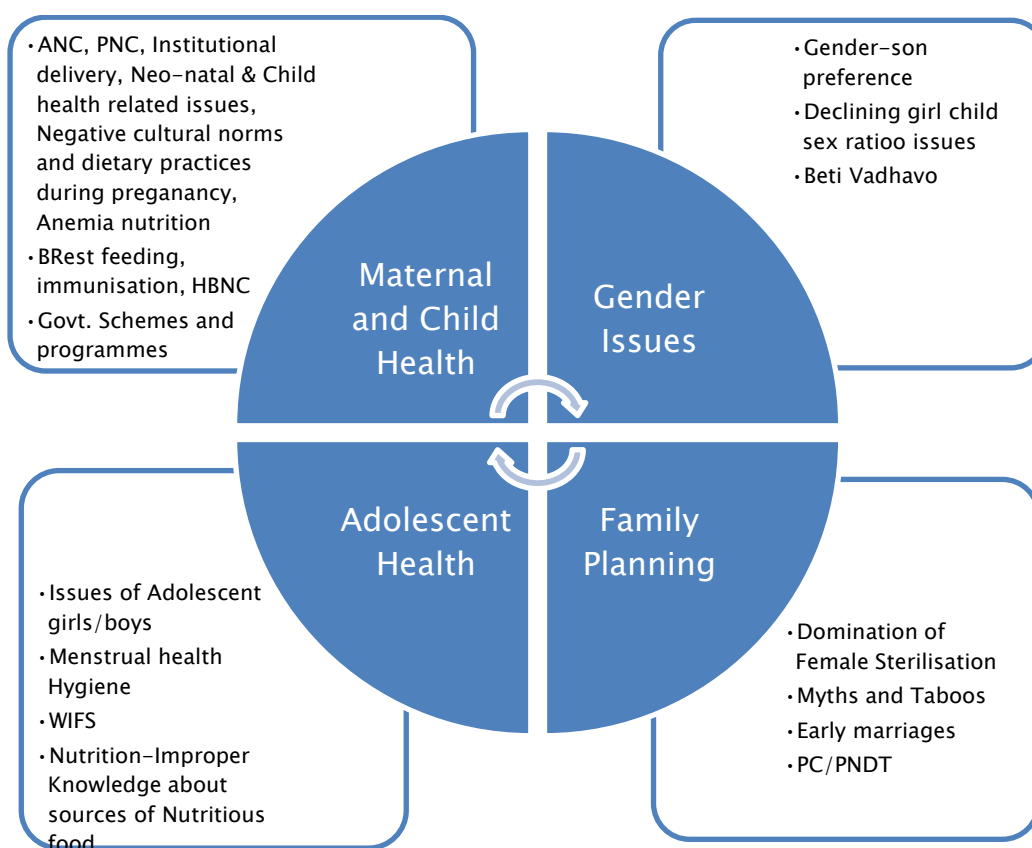 ·ANC, PNC, Institutional
delivery, Neo-natal & Child
health related issues,
Negative cultural norms
and dietary practices
during preganancy,
Anemia nutrition
·BRest feeding,
immunisation, HBNC
·Govt. Schemes and
programmes
·Gender-son
preference
·Declining girl child
sex ratioo issues
·Beti Vadhavo
Maternal
and Child
Health
Gender
Issues
Adolescent
Health
Family
Planning
·Issues of Adolescent
girls/boys
·Menstrual health
Hygiene
·WIFS
·Nutrition-Improper
Knowledge about
sources of Nutritious
food
·Domination of
Female Sterilisation
·Myths and Taboos
·Early marriages
·PC/PNDT